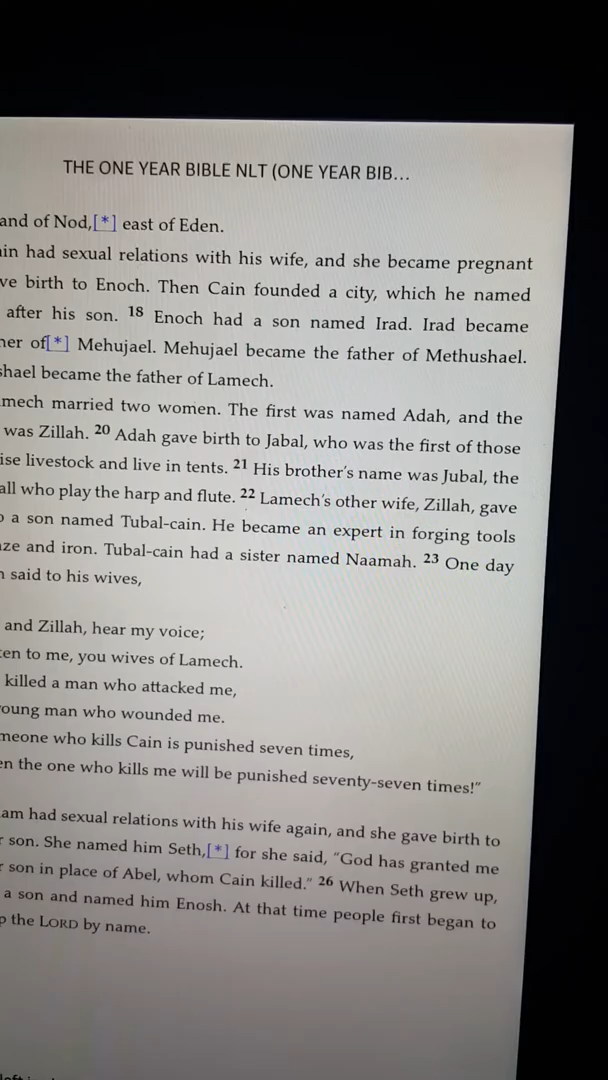 THE ONE YEAR BIBLE NLT (ONE YEAR BIB...
and of Nod,[*] east of Eden.
had sexual relations with his wife, and she became pregnant
birth to Enoch. Then Cain founded a city, which he named
after his son. 18 Enoch had a son named Irad. Irad became
of[*] Mehujael. Mehujael became the father of Methushael.
became the father of Lamech.
married two women. The first was named Adah, and the
was Zillah. 20 Adah gave birth to Jabal, who was the first of those
livestock and live in tents. 21 His brother's name was Jubal, the
all who play the harp and flute. 22 Lamech's other wife, Zillah, gave
a son named Tubal-cain. He became an expert in forging tools
and iron. Tubal-cain had a sister named Naamah. 23 One day
said to his wives,
and Zillah, hear my voice;
to me, you wives of Lamech.
killed a man who attacked me,
young man who wounded me.
who kills Cain is punished seven times,
the one who kills me will be punished seventy-seven times!"
had sexual relations with his wife again, and she gave birth to
son. She named him Seth,[*] for she said, "God has granted me
son in place of Abel, whom Cain killed." 26 When Seth grew up,
a son and named him Enosh. At that time people first began to
the LORD by name.